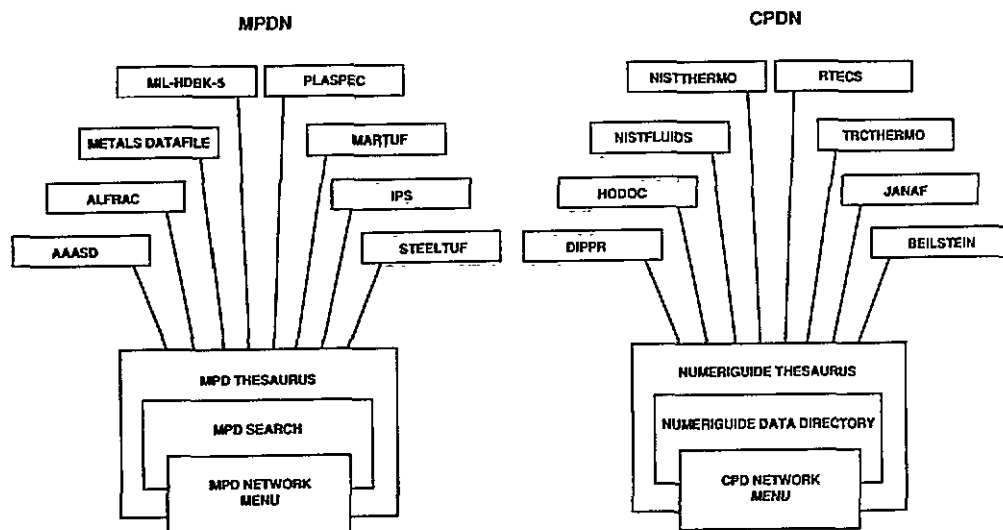 MPDN
MIL-HDBK-5
PLASPEC
METALS DATAFILE
MARTUF
ALFRAC
IPS
AAASD
STEELTUF
MPD THESAURUS
MPD SEARCH
MPD NETWORK
MENU
CPDN
NISTTHERMO
RTECS
NISTFLUIDS
TRCTHERMO
HODOC
JANAF
DIPPR
BEILSTEIN
NUMERIGUIDE THESAURUS
NUMERIGUIDE DATA DIRECTORY
CPD NETWORK
MENU